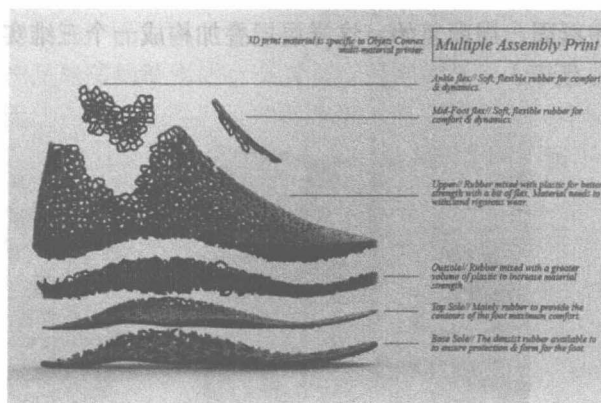 3D print material is specific to Objet Connex
multi-material printer.
Multiple Assembly Print
Ankle flex// Soft, flexible rubber for comfort
& dynamics.
Mid-Foot flex// Soft, flexible rubber for
comfort & dynamics.
Upper// Rubber mixed with plastic for better
strength with a bit of flex. Material needs to
withstand rigorous wear.
Outsole// Rubber mixed with a greater
volume of plastic to increase material
strength.
Top Sole// Mainly rubber to provide the
contours of the foot maximum comfort.
Base Sole// The densist rubber available to
to ensure protection & form for the foot.